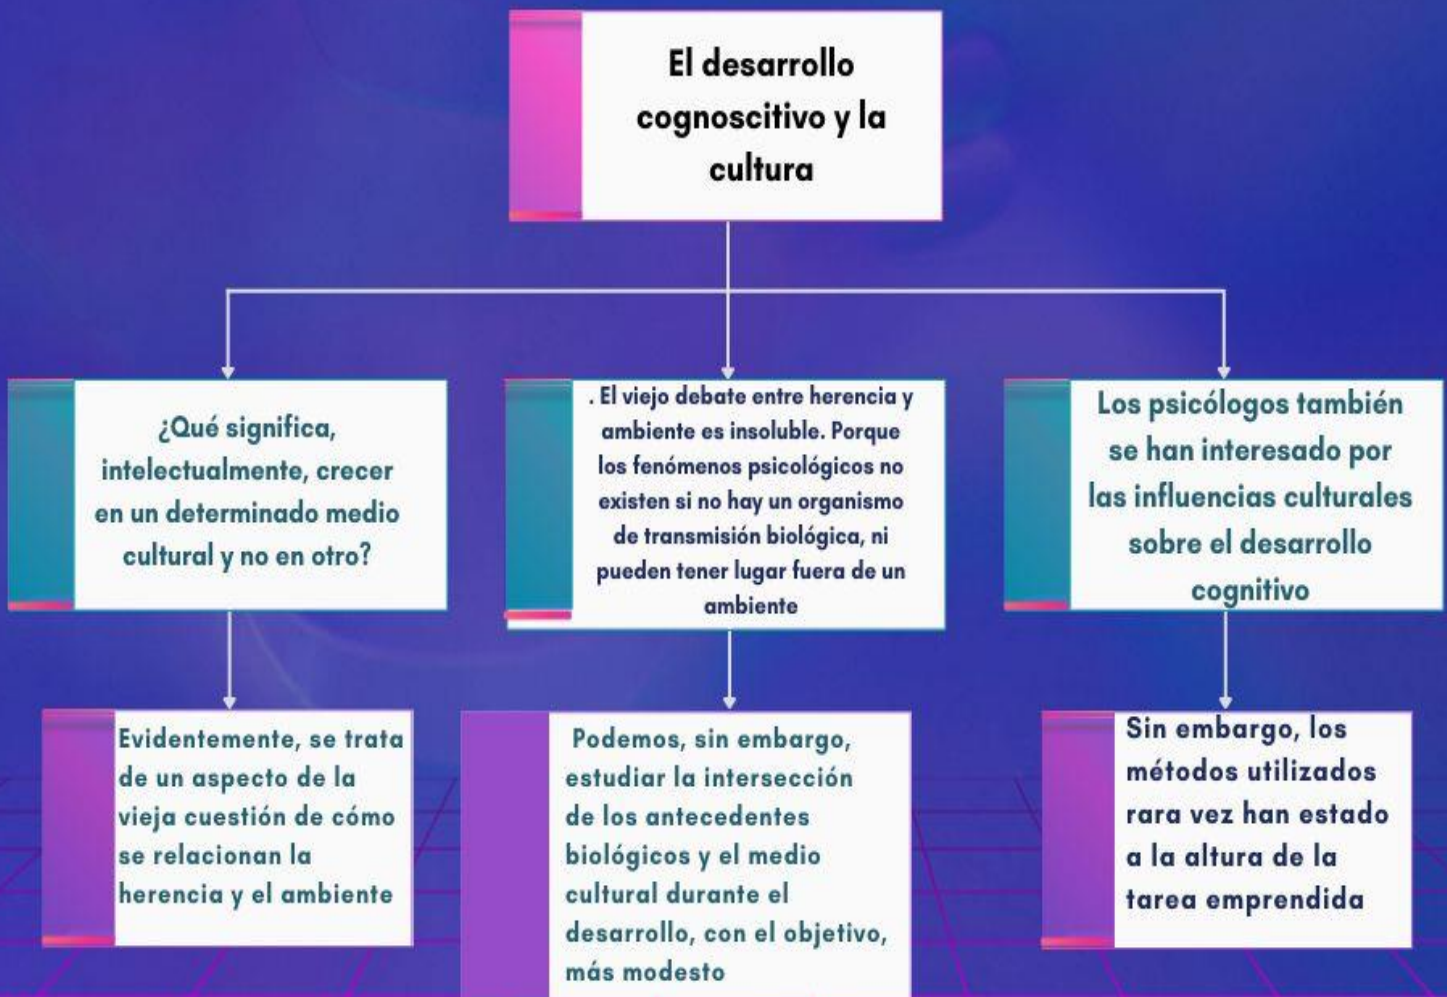 El desarrollo
cognoscitivo y la
cultura
¿Qué significa,
intelectualmente, crecer
en un determinado medio
cultural y no en otro?
. El viejo debate entre herencia y
ambiente es insoluble. Porque
los fenómenos psicológicos no
existen si no hay un organismo
de transmisión biológica, ni
pueden tener lugar fuera de un
ambiente
Los psicólogos también
se han interesado por
las influencias culturales
sobre el desarrollo
cognitivo
Evidentemente, se trata
de un aspecto de la
vieja cuestión de cómo
se relacionan la
herencia y el ambiente
Podemos, sin embargo,
estudiar la intersección
de los antecedentes
biológicos y el medio
cultural durante el
desarrollo, con el objetivo,
más modesto
Sin embargo, los
métodos utilizados
rara vez han estado
a la altura de la
tarea emprendida